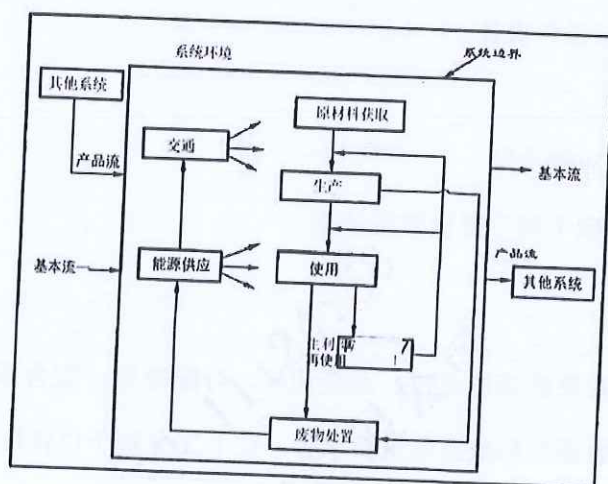 系统环境
系统边界
其他系统
原材料获取
交通
产品流
基本流
生产
产品流
基本流
能源供应
使用
其他系统
再使用
废物处置